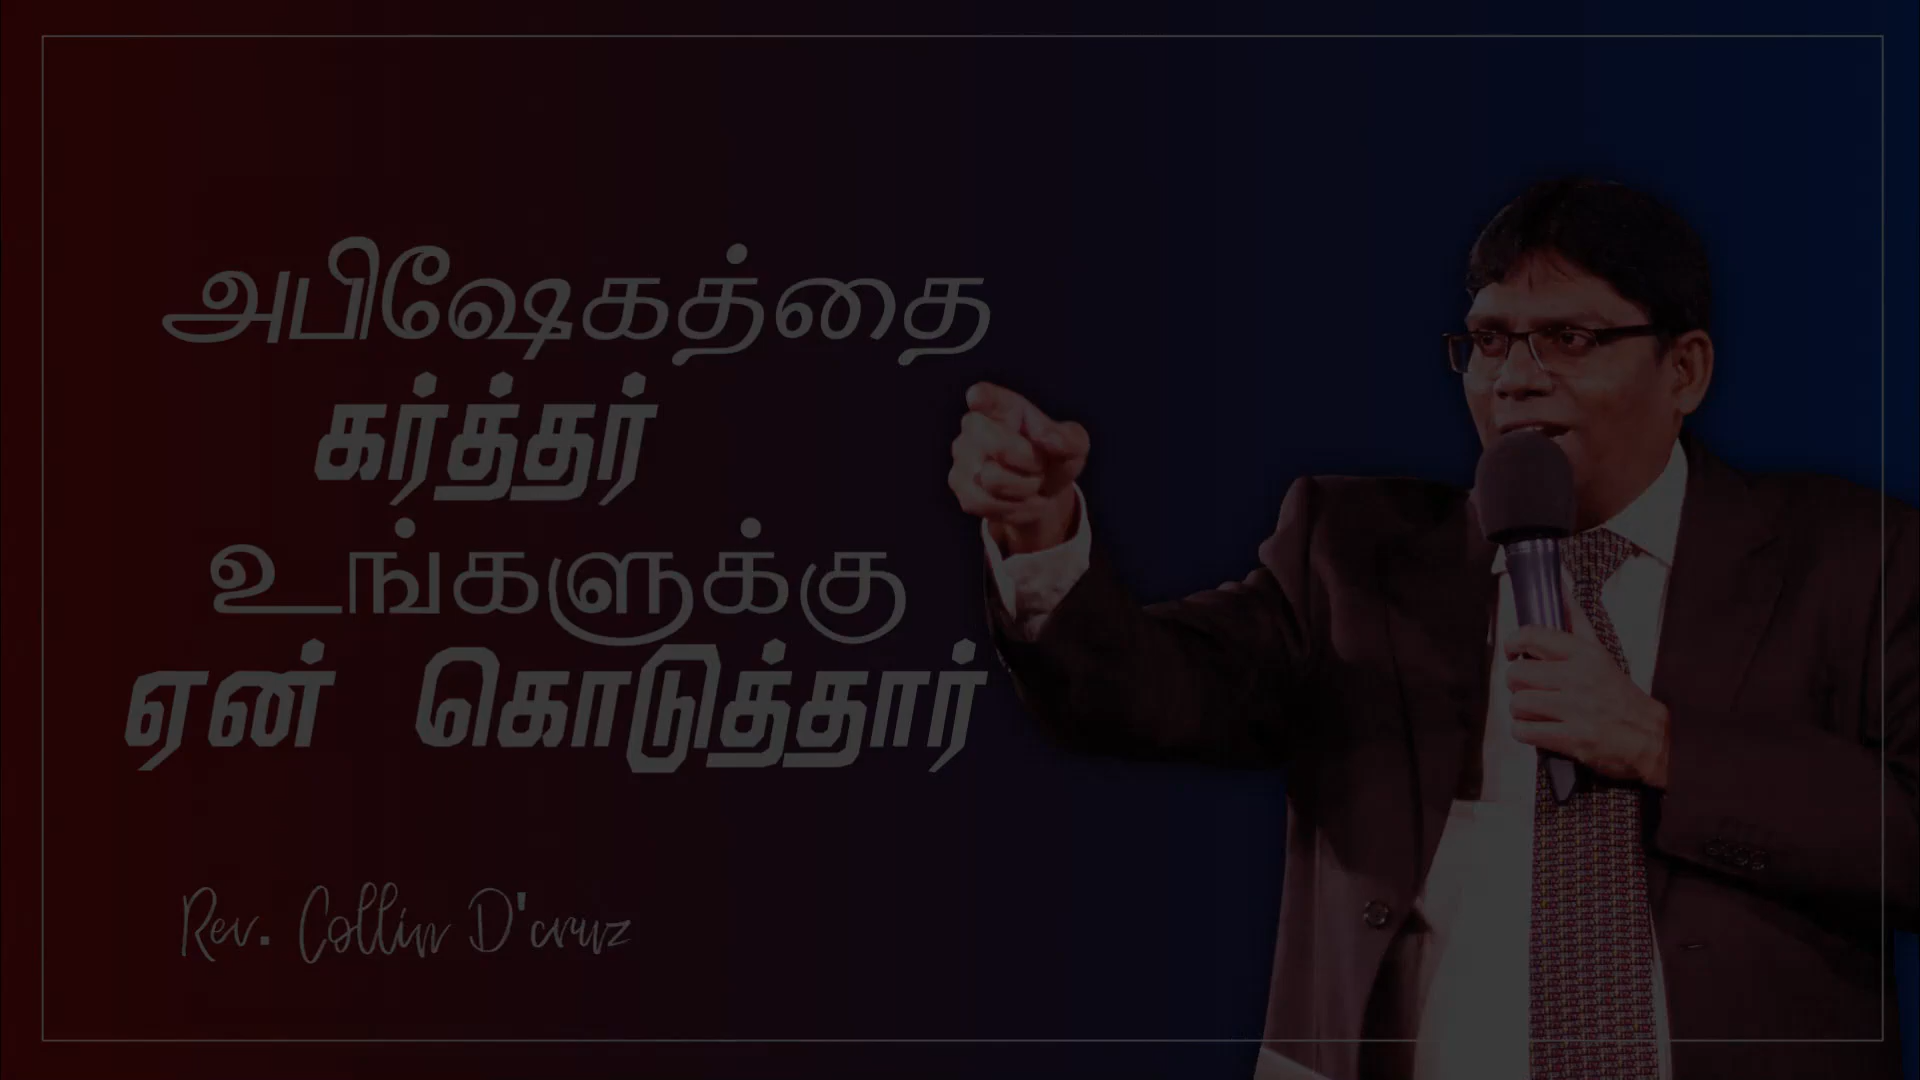 அபிஷேகத்தை
கர்த்தர்
உங்களுக்கு
ஏன் கொடுத்தார்
Rev. Collin D'cruz